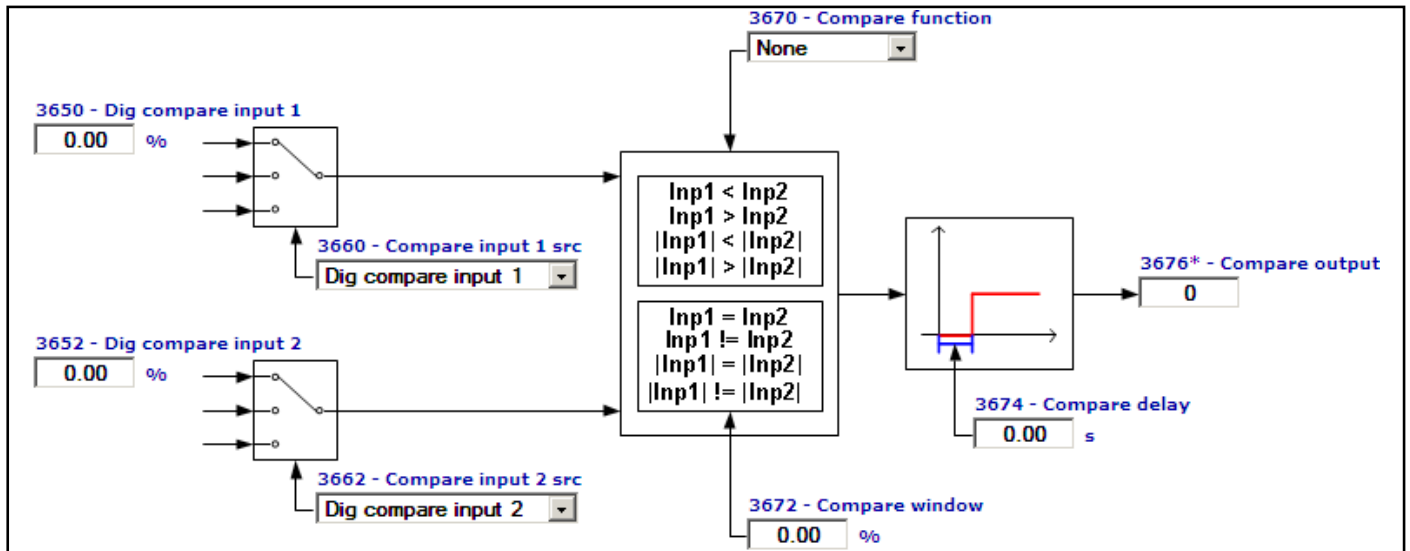 3670 - Compare function
None
3650 - Dig compare input 1
0.00 %
3660 - Compare input 1 src
Dig compare input 1
Inp1 < Inp2
Inp1 > Inp2
|Inp1| < |Inp2|
|Inp1| > |Inp2|
Inp1 = Inp2
Inp1 != Inp2
|Inp1| = |Inp2|
|Inp1| != |Inp2|
3676* - Compare output
0
3652 - Dig compare input 2
0.00 %
3674 - Compare delay
0.00 s
3662 - Compare input 2 src
Dig compare input 2
3672 - Compare window
0.00 %